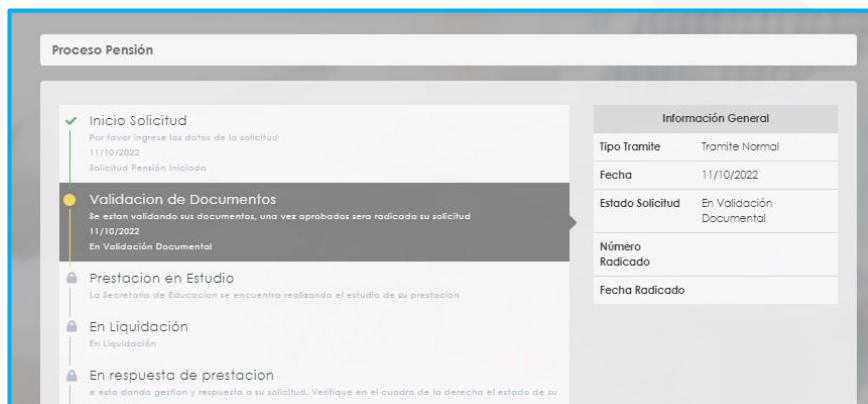 Proceso Pensión
Inicio Solicitud
Por favor ingrese los datos de la solicitud
11/10/2022
Solicitud Pensión Iniciada
Validacion de Documentos
Se estan validando sus documentos, una vez aprobados sera radicada su solicitud
11/10/2022
En Validación Documental
Prestacion en Estudio
La Secretaria de Educacion se encuentra realizando el estudio de su prestacion
En Liquidación
En Liquidación
En respuesta de prestacion
e esta dando gestion y respuesta a su solicitud. Verifique en el cuadro de la derecha el estado de su
Información General
Tipo Tramite Tramite Normal
Fecha 11/10/2022
Estado Solicitud En Validación
Documental
Número
Radicado
Fecha Radicado